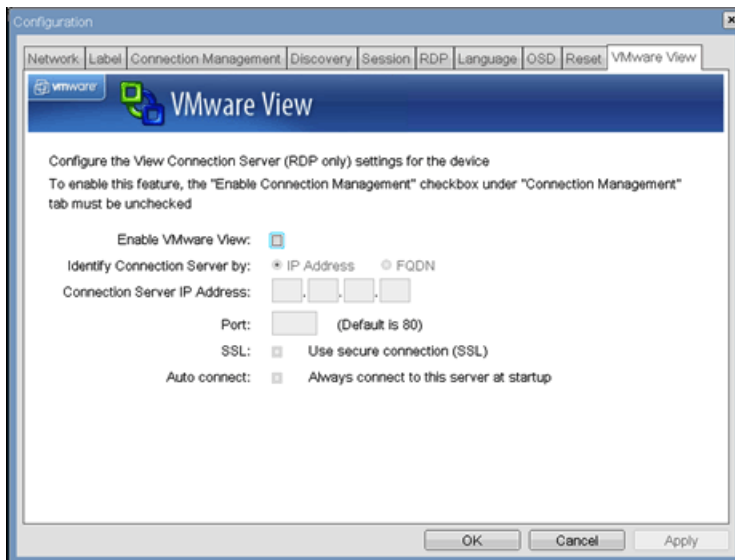 Configuration
Network Label Connection Management Discovery Session RDP Language OSD Reset VMware View
vmware
VMware View
Configure the View Connection Server (RDP only) settings for the device
To enable this feature, the "Enable Connection Management" checkbox under "Connection Management"
tab must be unchecked
Enable VMware View:
Identify Connection Server by: IP Address FQDN
Connection Server IP Address: . . .
Port: (Default is 80)
SSL: Use secure connection (SSL)
Auto connect: Always connect to this server at startup
OK Cancel Apply